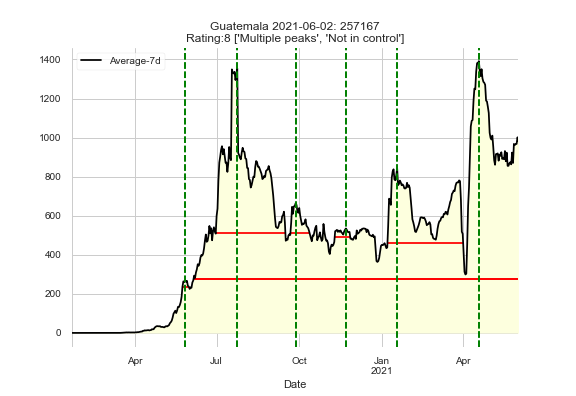 Guatemala 2021-06-02: 257167
Rating:8 ['Multiple peaks', 'Not in control']
Average-7d
1400
1200
1000
800
600
400
200
0
Apr
Jul
Oct
Jan
2021
Apr
Date